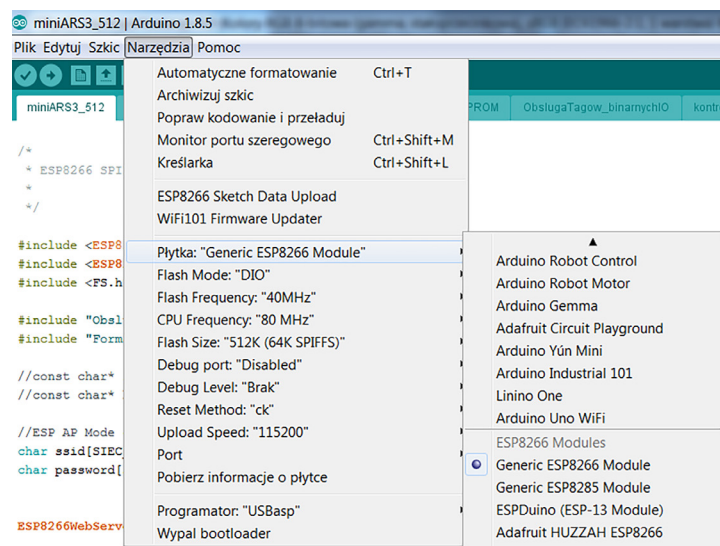 miniARS3_512 | Arduino 1.8.5
Plik Edytuj Szkic Narzędzia Pomoc
miniARS3_512
PROM
ObslugaTagow_binarnychIO
kontr
Automatyczne formatowanie Ctrl+T
Archiwizuj szkic
Popraw kodowanie i przeładuj
Monitor portu szeregowego Ctrl+Shift+M
Kreślarka Ctrl+Shift+L
ESP8266 Sketch Data Upload
WiFi101 Firmware Updater
Płytka: "Generic ESP8266 Module"
Flash Mode: "DIO"
Flash Frequency: "40MHz"
CPU Frequency: "80 MHz"
Flash Size: "512K (64K SPIFFS)"
Debug port: "Disabled"
Debug Level: "Brak"
Reset Method: "ck"
Upload Speed: "115200"
Port
Pobierz informacje o płytce
Programator: "USBasp"
Wypal bootloader
/*
* ESP8266 SPI
*
*/
#include <ESP8
#include <ESP8
#include <FS.h
#include "Obsl
#include "Form
//const char*
//const char*
//ESP AP Mode
char ssid[SIEC
char password[
ESP8266WebServ
Arduino Robot Control
Arduino Robot Motor
Arduino Gemma
Adafruit Circuit Playground
Arduino Yún Mini
Arduino Industrial 101
Linino One
Arduino Uno WiFi
ESP8266 Modules
Generic ESP8266 Module
Generic ESP8285 Module
ESPDuino (ESP-13 Module)
Adafruit HUZZAH ESP8266